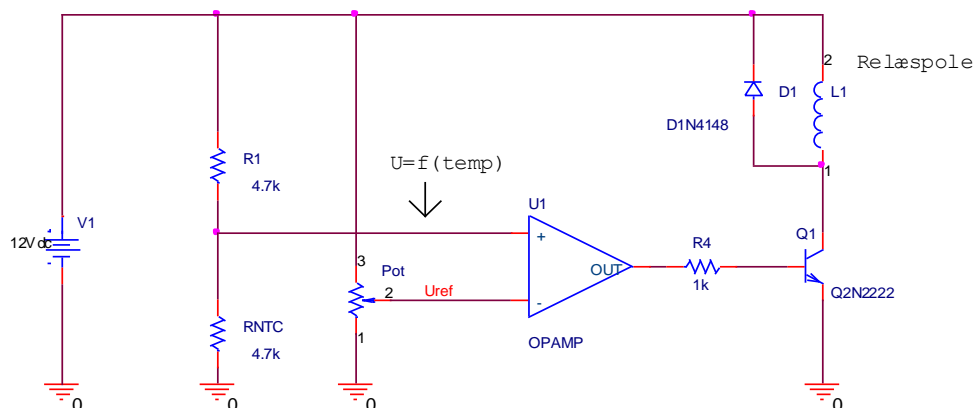 2
Relæspole
D1
L1
D1N4148
1
R1
4.7k
U=f(temp)
U1
V1
12Vdc
+
Q1
R4
OUT
1k
Pot
3
2
Uref
-
Q2N2222
RNTC
4.7k
1
OPAMP
0
0
0
0